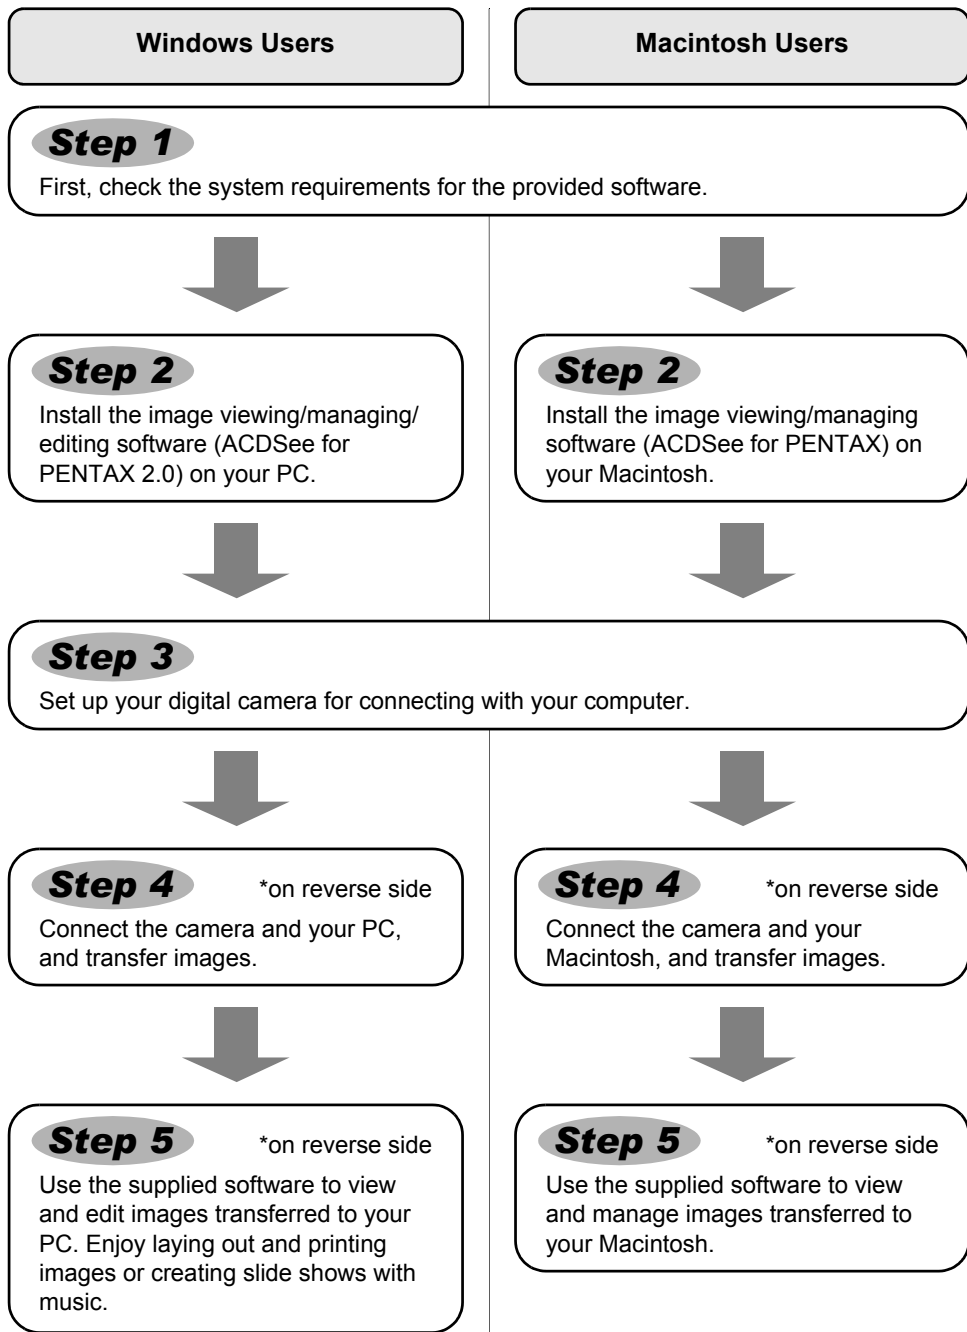 Windows Users
Macintosh Users
Step 1
First, check the system requirements for the provided software.
Step 2
Install the image viewing/managing/
editing software (ACDSee for
PENTAX 2.0) on your PC.
Step 2
Install the image viewing/managing
software (ACDSee for PENTAX) on
your Macintosh.
Step 3
Set up your digital camera for connecting with your computer.
Step 4
*on reverse side
Connect the camera and your PC,
and transfer images.
Step 4
*on reverse side
Connect the camera and your
Macintosh, and transfer images.
Step 5
*on reverse side
Use the supplied software to view
and edit images transferred to your
PC. Enjoy laying out and printing
images or creating slide shows with
music.
Step 5
*on reverse side
Use the supplied software to view
and manage images transferred to
your Macintosh.